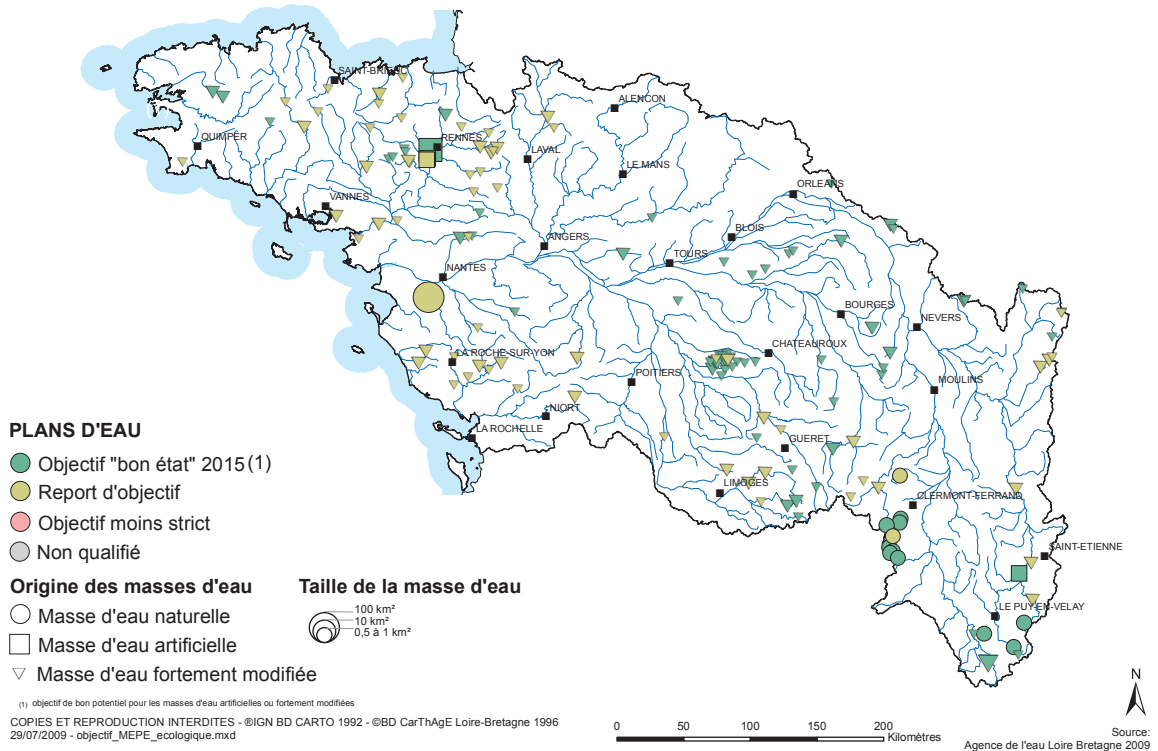 SAINT-BRIEUC
ALENCON
QUIMPER
RENNES
LAVAL
LE MANS
ORLEANS
VANNES
BLOIS
ANGERS
TOURS
NANTES
BOURGES
NEVERS
LA ROCHE-SUR-YON
CHATEAUROUX
POITIERS
MOULINS
NIORT
LA ROCHELLE
GUERET
LIMOGES
CLERMONT-FERRAND
SAINT-ETIENNE
LE PUY-EN-VELAY
PLANS D'EAU
Objectif "bon état" 2015 (1)
Report d'objectif
Objectif moins strict
Non qualifié
Origine des masses d'eau
Masse d'eau naturelle
Masse d'eau artificielle
Masse d'eau fortement modifiée
Taille de la masse d'eau
100 km²
10 km²
0,5 à 1 km²
(1) objectif de bon potentiel pour les masses d'eau artificielles ou fortement modifiées
COPIES ET REPRODUCTION INTERDITES - ®IGN BD CARTO 1992 - ©BD CarThAgE Loire-Bretagne 1996
29/07/2009 - objectif_MEPE_ecologique.mxd
0 50 100 150 200
Kilomètres
N
Source:
Agence de l'eau Loire Bretagne 2009